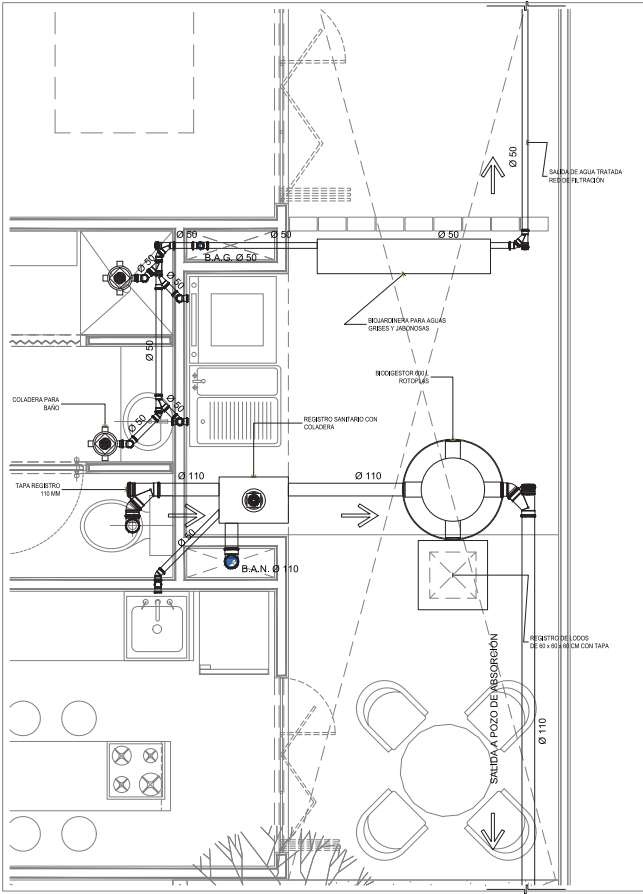 Ø 50
SALIDA DE AGUA TRATADA
RED DE FILTRACIÓN
Ø 50
Ø 50
Ø 50
B.A.G. Ø 50
Ø 50
Ø 50
BIOJARDINERA PARA AGUAS
GRISES Y JABONOSAS
Ø 50
BIODIGESTOR 600 L
ROTOPLAS
COLADERA PARA
BAÑO
Ø 50
Ø 50
REGISTRO SANITARIO CON
COLADERA
TAPA REGISTRO
110 MM
Ø 110
Ø 110
Ø 50
B.A.N. Ø 110
REGISTRO DE LODOS
DE 60 x 60 x 60 CM CON TAPA
SALIDA A POZO DE ABSORCIÓN
Ø 110